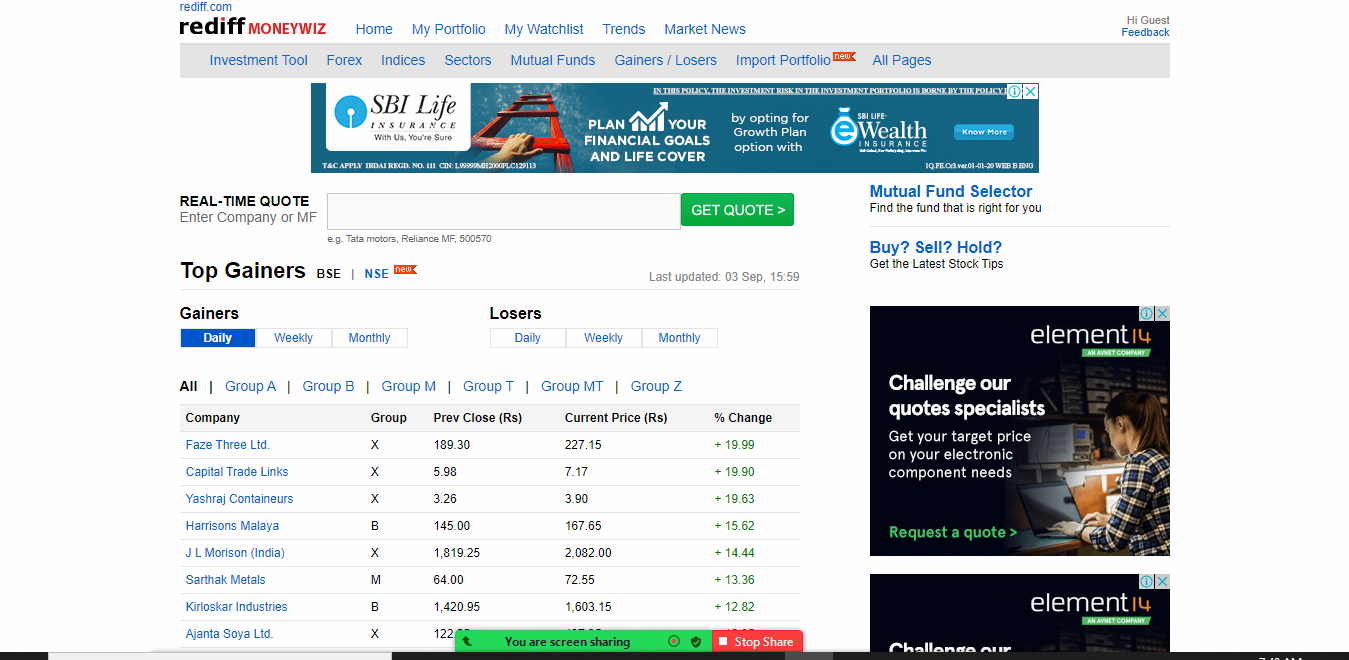 rediff.com
rediff MONEYWIZ
Home My Portfolio My Watchlist Trends Market News
Hi Guest
Feedback
Investment Tool Forex Indices Sectors Mutual Funds Gainers / Losers Import Portfolio new All Pages
IN THIS POLICY, THE INVESTMENT RISK IN THE INVESTMENT PORTFOLIO IS BORNE BY THE POLICY
SBI Life
INSURANCE
With Us, You're Sure
PLAN YOUR
FINANCIAL GOALS
AND LIFE COVER
by opting for
Growth Plan
option with
SBI LIFE-
eWealth
INSURANCE
Know More
T&C APPLY IRDAI REGD. NO. 111 CIN: L99999MH2000PLC129113
1Q.FE.Cr3.ver.01-01-20 WEB B ENG
REAL-TIME QUOTE
Enter Company or MF
GET QUOTE >
e.g. Tata motors, Reliance MF, 500570
Mutual Fund Selector
Find the fund that is right for you
Buy? Sell? Hold?
Get the Latest Stock Tips
Top Gainers BSE | NSE new
Last updated: 03 Sep, 15:59
Gainers Losers
Daily Weekly Monthly Daily Weekly Monthly
All | Group A | Group B | Group M | Group T | Group MT | Group Z
Company Group Prev Close (Rs) Current Price (Rs) % Change
Faze Three Ltd. X 189.30 227.15 + 19.99
Capital Trade Links X 5.98 7.17 + 19.90
Yashraj Containeurs X 3.26 3.90 + 19.63
Harrisons Malaya B 145.00 167.65 + 15.62
J L Morison (India) X 1,819.25 2,082.00 + 14.44
Sarthak Metals M 64.00 72.55 + 13.36
Kirloskar Industries B 1,420.95 1,603.15 + 12.82
Ajanta Soya Ltd. X
You are screen sharing Stop Share
element14
AN AVNET COMPANY
Challenge our
quotes specialists
Get your target price
on your electronic
component needs
Request a quote >
element14
AN AVNET COMPANY
Challenge our